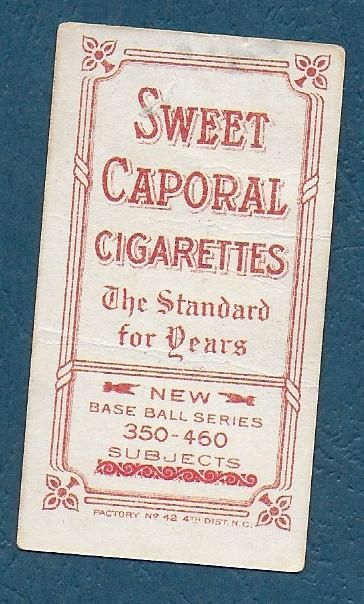 SWEET
CAPORAL
CIGARETTES
The Standard
for Years
NEW
BASE BALL SERIES
350-460
SUBJECTS
FACTORY Nº 42 4TH DIST. N.C.